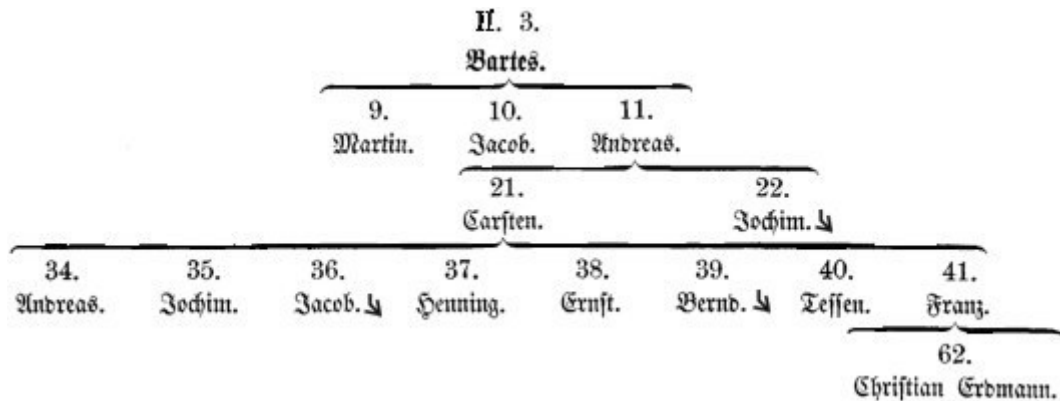 II. 3.
Bartes.
9. 10. 11.
Martin. Jacob. Andreas.
21. 22.
Carſten. Jochim.
34. 35. 36. 37. 38. 39. 40. 41.
Andreas. Jochim. Jacob. Henning. Ernſt. Bernd. Teſſen. Franz.
62.
Chriſtian Erdmann.